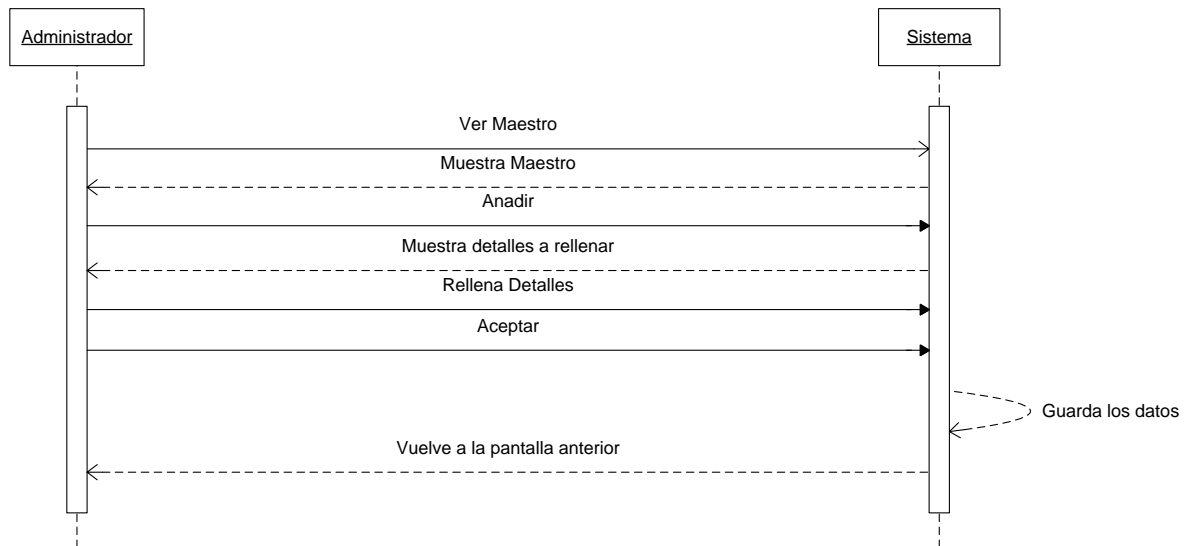 Administrador
Sistema
Ver Maestro
Muestra Maestro
Anadir
Muestra detalles a rellenar
Rellena Detalles
Aceptar
Guarda los datos
Vuelve a la pantalla anterior